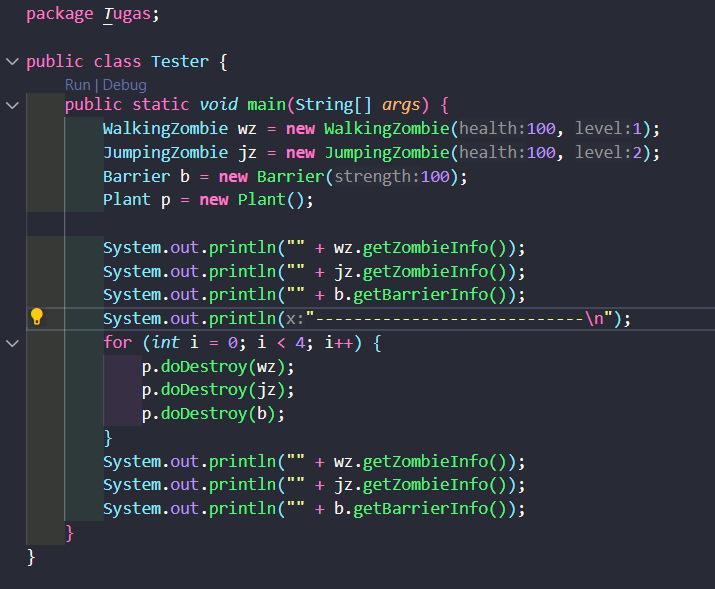 package Tugas;
public class Tester {
Run | Debug
public static void main(String[] args) {
WalkingZombie wz = new WalkingZombie(health:100, level:1);
JumpingZombie jz = new JumpingZombie(health:100, level:2);
Barrier b = new Barrier(strength:100);
Plant p = new Plant();
System.out.println("" + wz.getZombieInfo());
System.out.println("" + jz.getZombieInfo());
System.out.println("" + b.getBarrierInfo());
System.out.println(x:"----------------------------\n");
for (int i = 0; i < 4; i++) {
p.doDestroy(wz);
p.doDestroy(jz);
p.doDestroy(b);
}
System.out.println("" + wz.getZombieInfo());
System.out.println("" + jz.getZombieInfo());
System.out.println("" + b.getBarrierInfo());
}
}